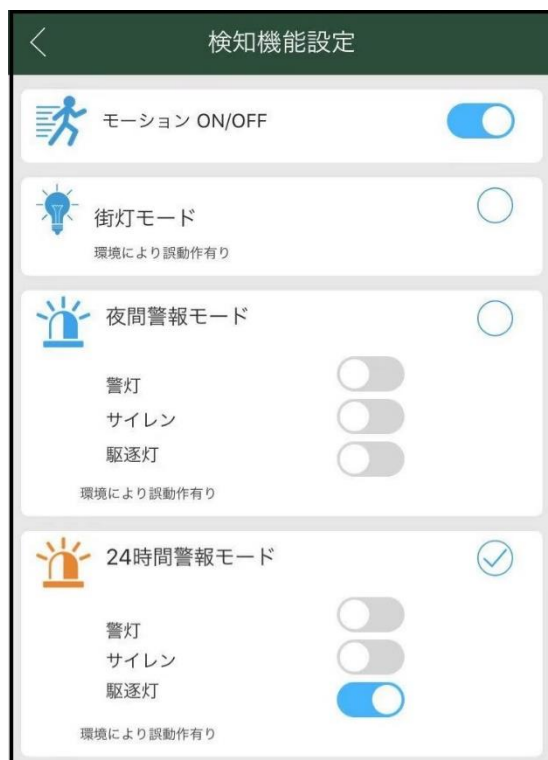 検知機能設定
モーション ON/OFF
街灯モード
環境により誤動作有り
夜間警報モード
警灯
サイレン
駆逐灯
環境により誤動作有り
24時間警報モード
警灯
サイレン
駆逐灯
環境により誤動作有り